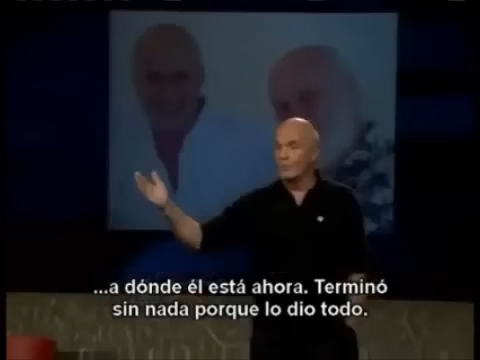 ...a dónde él está ahora. Terminó
sin nada porque lo dio todo.